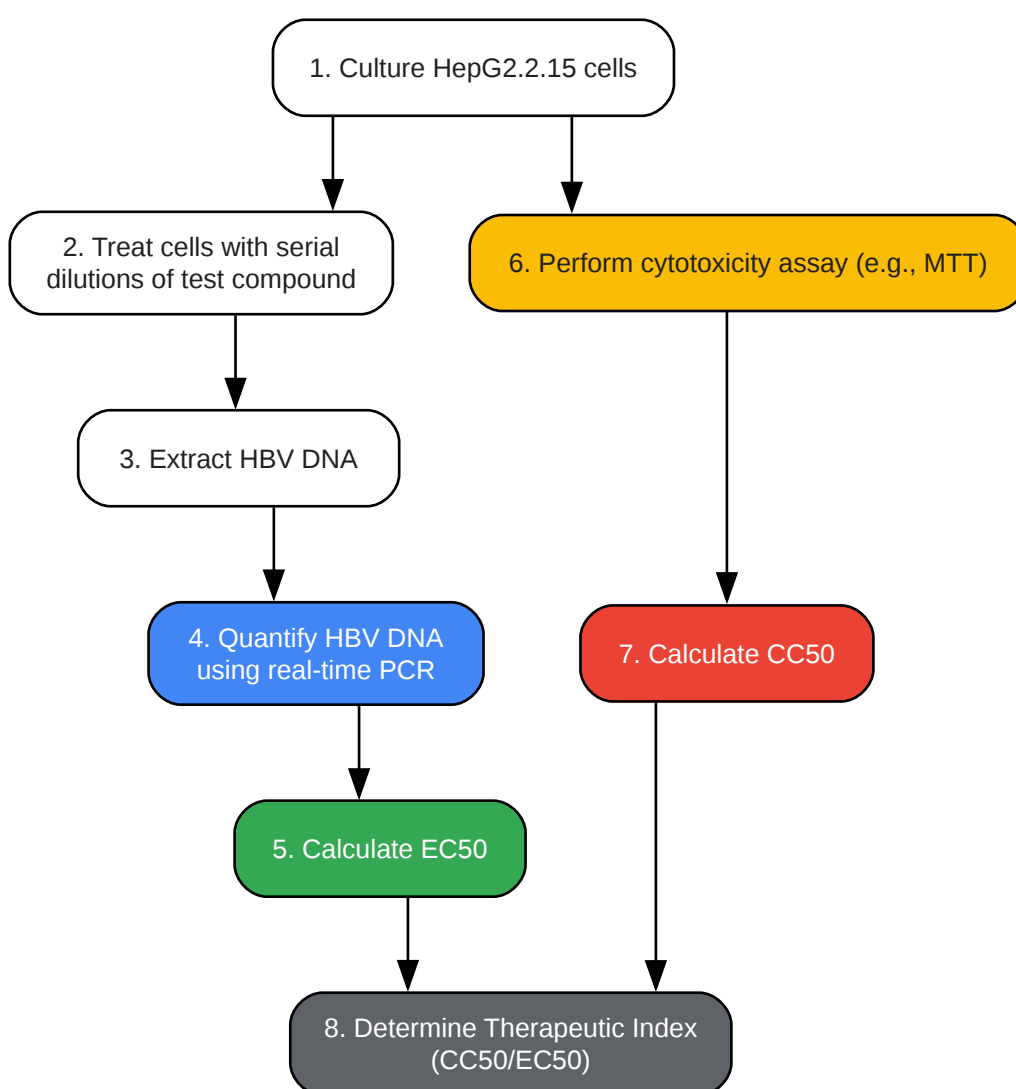 1. Culture HepG2.2.15 cells
2. Treat cells with serial
dilutions of test compound
6. Perform cytotoxicity assay (e.g., MTT)
3. Extract HBV DNA
4. Quantify HBV DNA
using real-time PCR
7. Calculate CC50
5. Calculate EC50
8. Determine Therapeutic Index
(CC50/EC50)